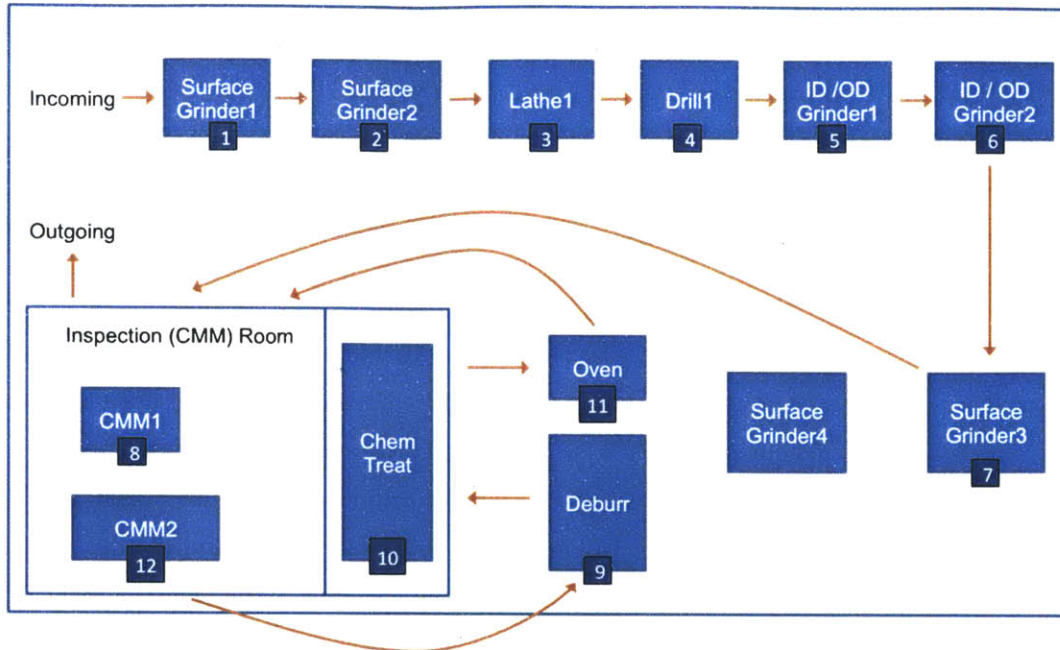 Incoming
Surface
Grinder1
1
Surface
Grinder2
2
Lathe1
3
Drill1
4
ID /OD
Grinder1
5
ID / OD
Grinder2
6
Outgoing
Inspection (CMM) Room
CMM1
8
CMM2
12
Chem
Treat
10
Oven
11
Deburr
9
Surface
Grinder4
Surface
Grinder3
7